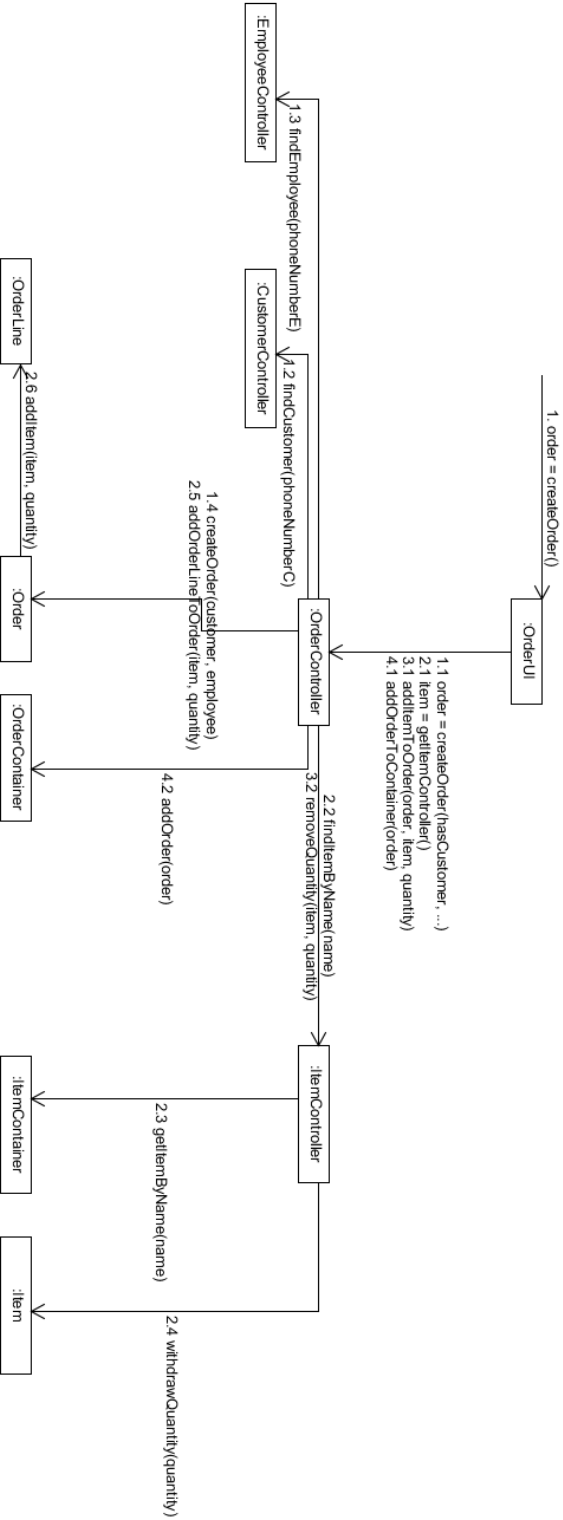 1. order = createOrder()
:OrderUI
1.1 order = createOrder(hasCustomer, ...)
2.1 item = getItemController()
3.1 addItemToOrder(order, item, quantity)
4.1 addOrderToContainer(order)
:EmployeeController
1.3 findEmployee(phoneNumberE)
:CustomerController
1.2 findCustomer(phoneNumberC)
:OrderController
2.2 findItemByName(name)
3.2 removeQuantity(item, quantity)
:ItemController
1.4 createOrder(customer, employee)
2.5 addOrderLineToOrder(item, quantity)
4.2 addOrder(order)
2.3 getItemByName(name)
2.4 withdrawQuantity(quantity)
:OrderLine
2.6 addItem(item, quantity)
:Order
:OrderContainer
:ItemContainer
:Item